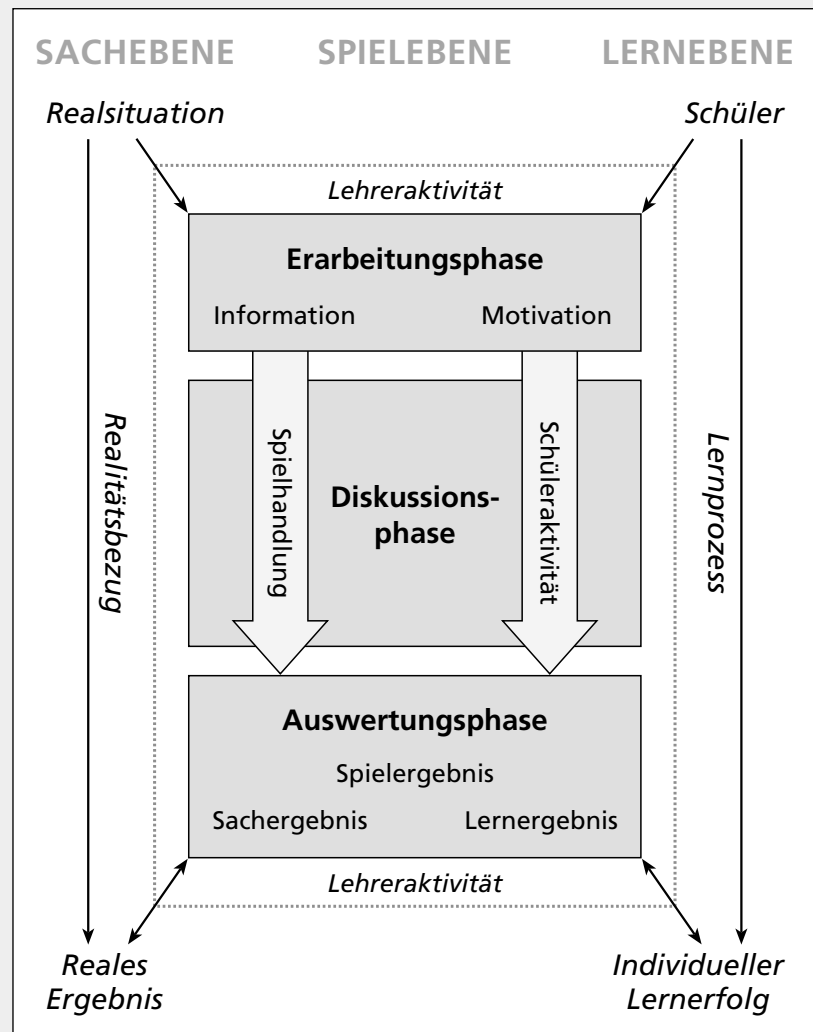 SACHEBENE SPIELEBENE LERNEBENE
Realsituation Schüler
Lehreraktivität
Erarbeitungsphase
Information Motivation
Realitätsbezug
Spielhandlung
Diskussions-
phase
Schüleraktivität
Lernprozess
Auswertungsphase
Spielergebnis
Sachergebnis Lernergebnis
Lehreraktivität
Reales
Ergebnis
Individueller
Lernerfolg